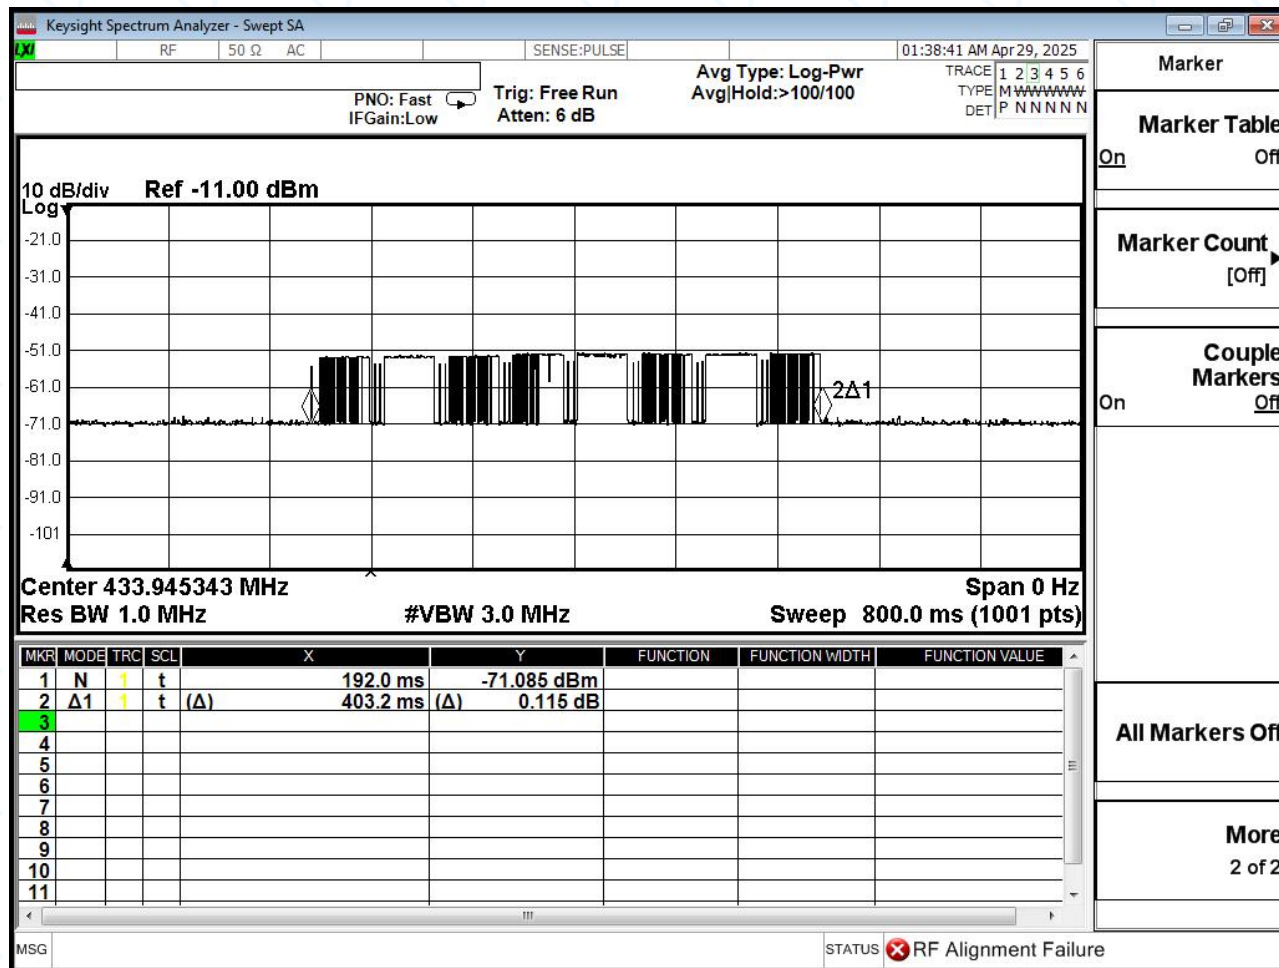 Keysight Spectrum Analyzer - Swept SA
LXI RF 50 Ω AC SENSE:PULSE 01:38:41 AM Apr 29, 2025
PNO: Fast
IFGain:Low
Trig: Free Run
Atten: 6 dB
Avg Type: Log-Pwr
Avg|Hold:>100/100
TRACE 1 2 3 4 5 6
TYPE M WWWWW
DET P N N N N N
10 dB/div Ref -11.00 dBm
Log
-21.0
-31.0
-41.0
-51.0
-61.0
-71.0
-81.0
-91.0
-101
2Δ1
Center 433.945343 MHz Span 0 Hz
Res BW 1.0 MHz #VBW 3.0 MHz Sweep 800.0 ms (1001 pts)
MKR MODE TRC SCL X Y FUNCTION FUNCTION WIDTH FUNCTION VALUE
1 N 1 t 192.0 ms -71.085 dBm
2 Δ1 1 t (Δ) 403.2 ms (Δ) 0.115 dB
3
4
5
6
7
8
9
10
11
MSG STATUS RF Alignment Failure
Marker
Marker Table
On Off
Marker Count
[Off]
Couple
Markers
On Off
All Markers Off
More
2 of 2